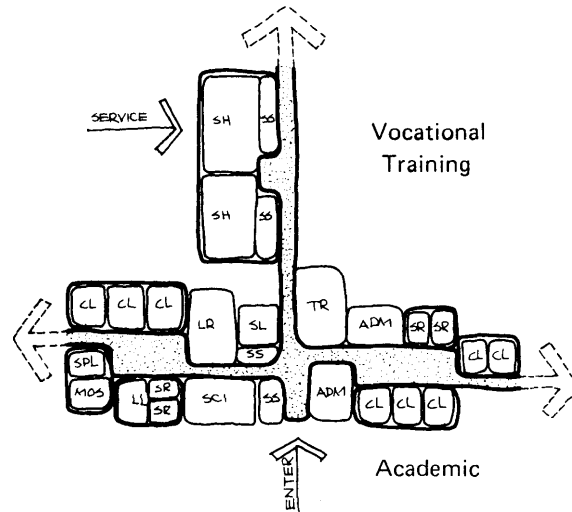 SERVICE
SH
SS
Vocational
Training
SH
SS
CL
CL
CL
LR
SL
SS
TR
ADM
SR
SR
CL
CL
SPL
MOS
LL
SR
SR
SCI
SS
ADM
CL
CL
CL
ENTER
Academic